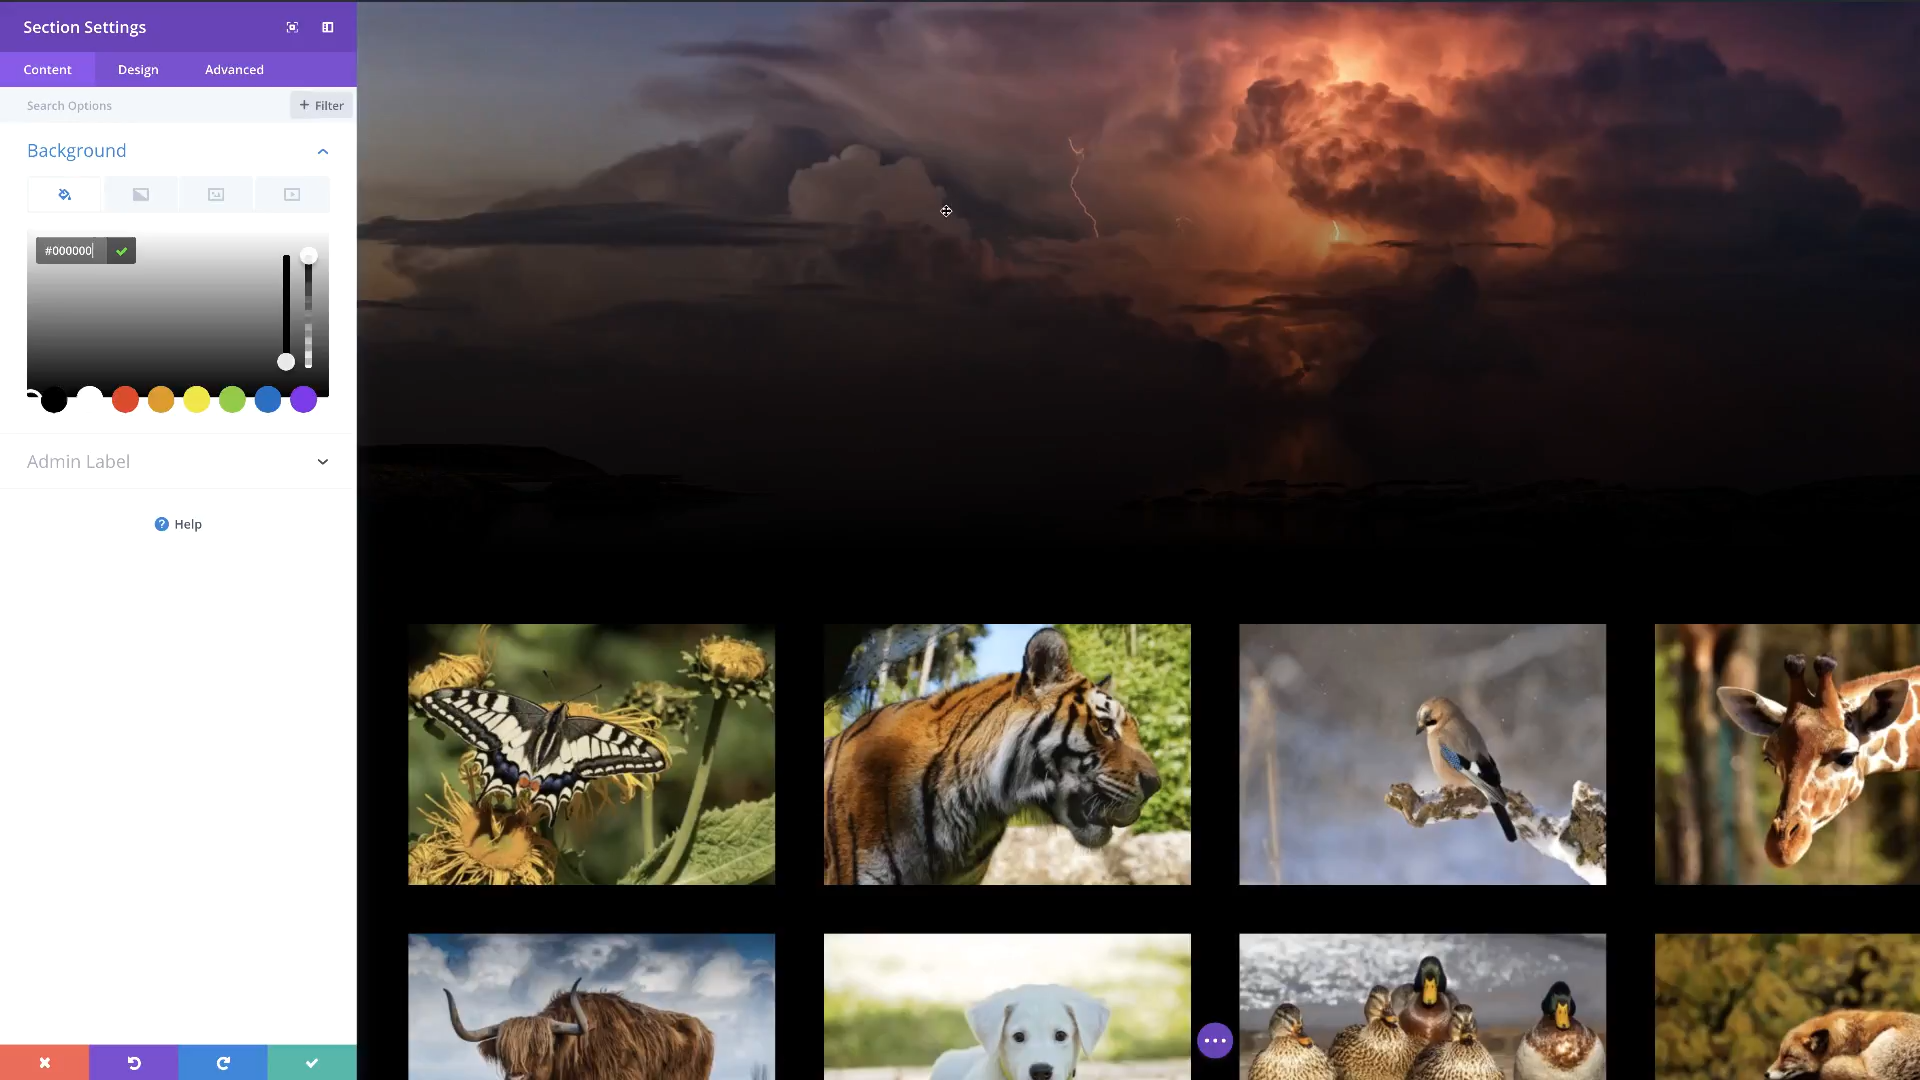 Section Settings
Content Design Advanced
Search Options + Filter
Background
#000000
Admin Label
? Help